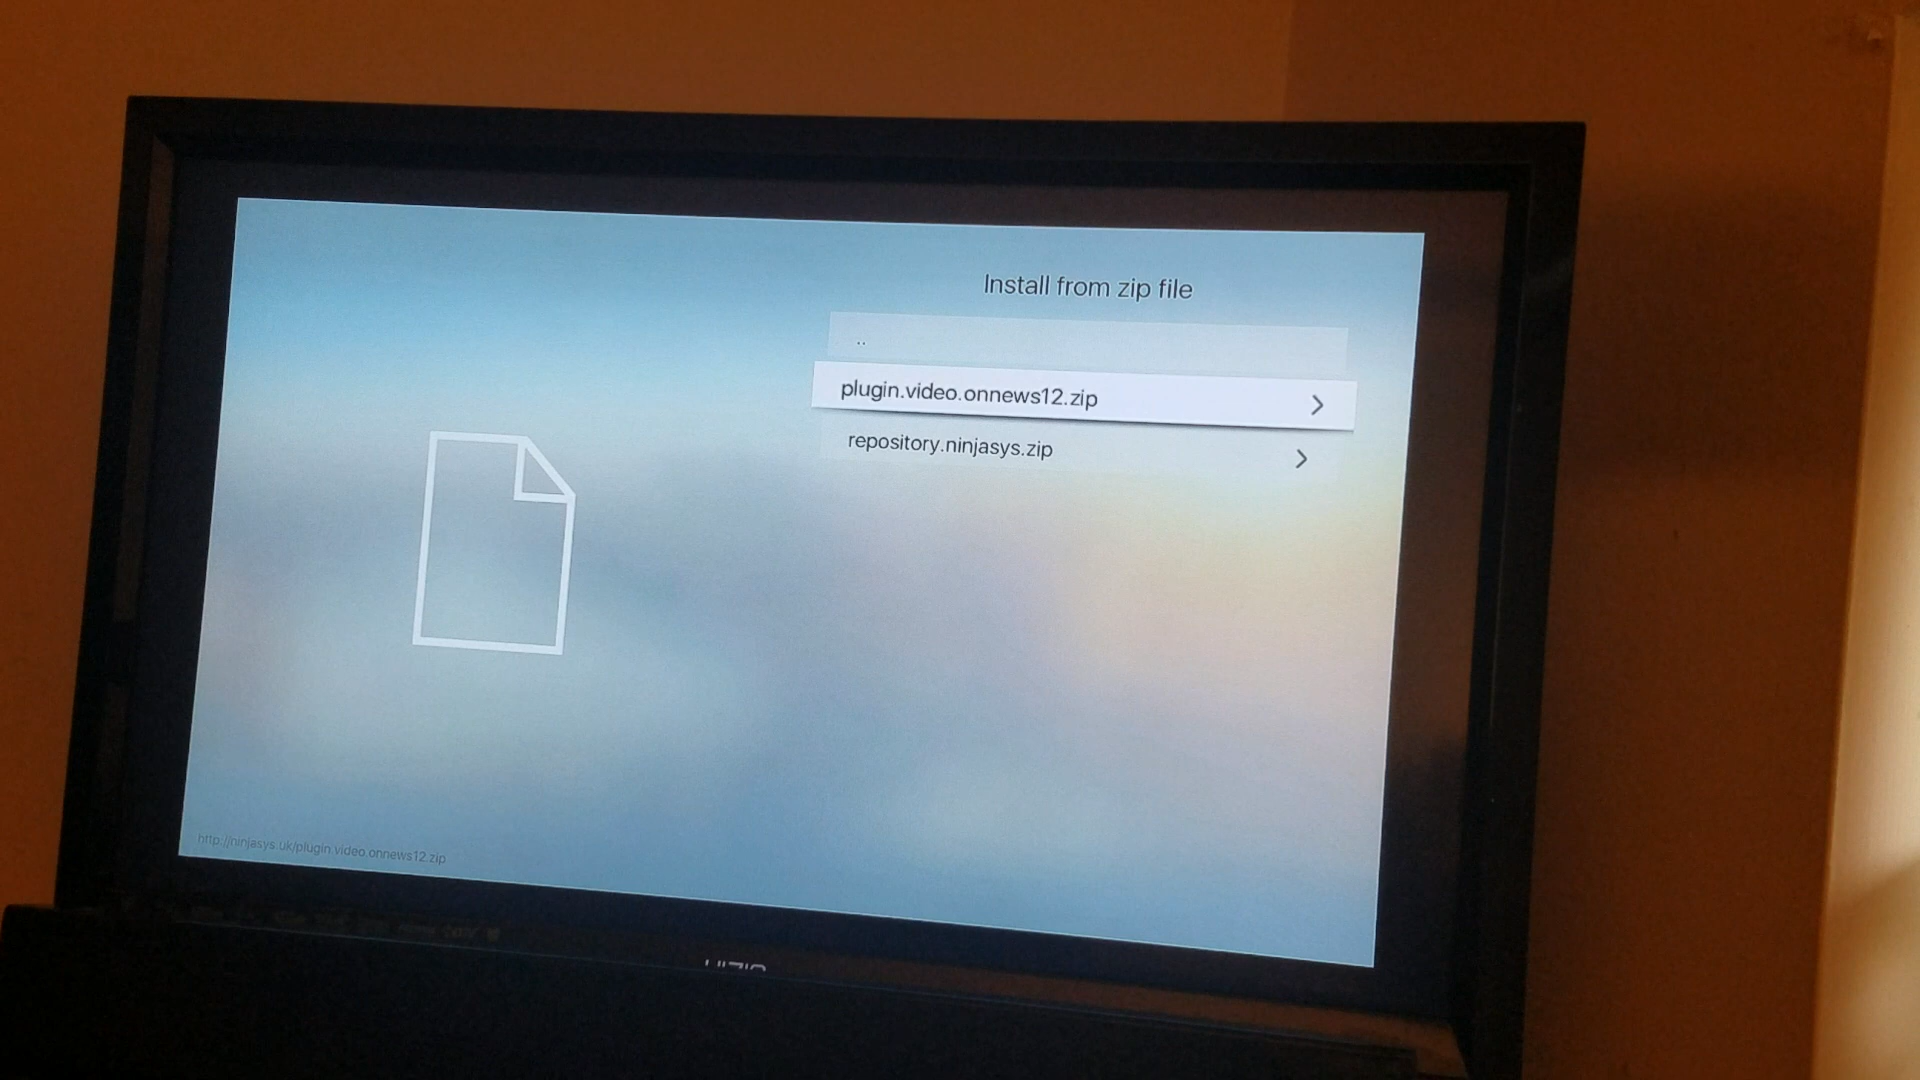 Install from zip file
..
plugin.video.onnews12.zip
repository.ninjasys.zip
http://ninjasys.uk/plugin.video.onnews12.zip